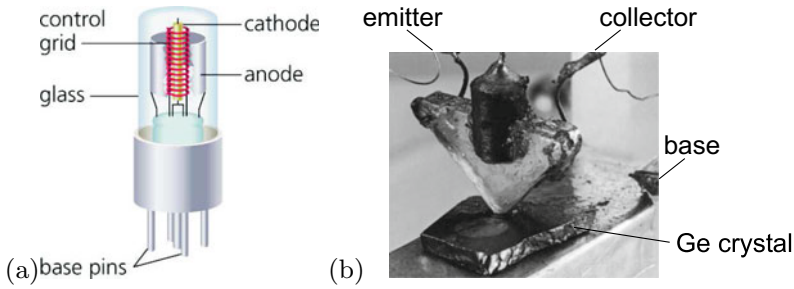 control
grid
cathode
anode
glass
(a)
base pins
emitter
collector
base
Ge crystal
(b)